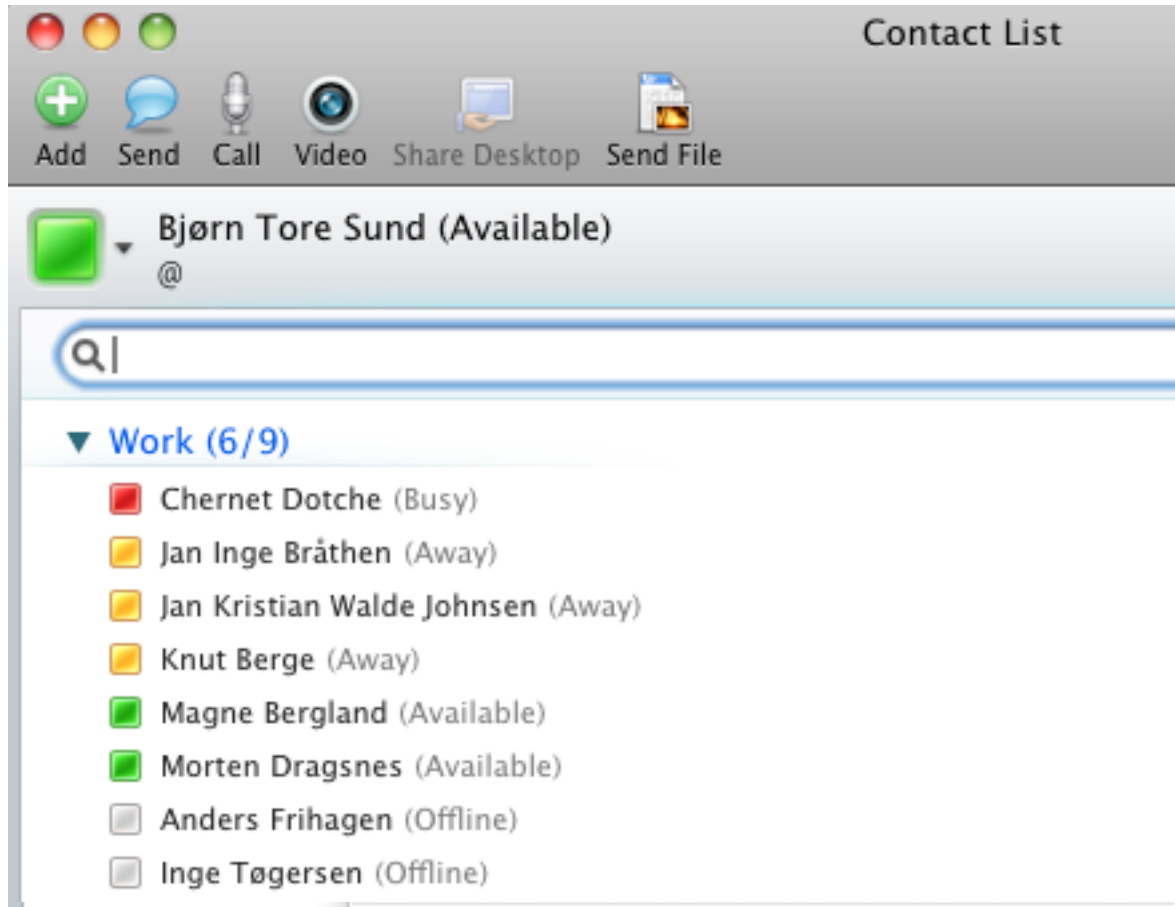 Contact List
Add Send Call Video Share Desktop Send File
Bjørn Tore Sund (Available)
@
Work (6/9)
Chernet Dotche (Busy)
Jan Inge Bråthen (Away)
Jan Kristian Walde Johnsen (Away)
Knut Berge (Away)
Magne Bergland (Available)
Morten Dragsnes (Available)
Anders Frihagen (Offline)
Inge Tøgersen (Offline)